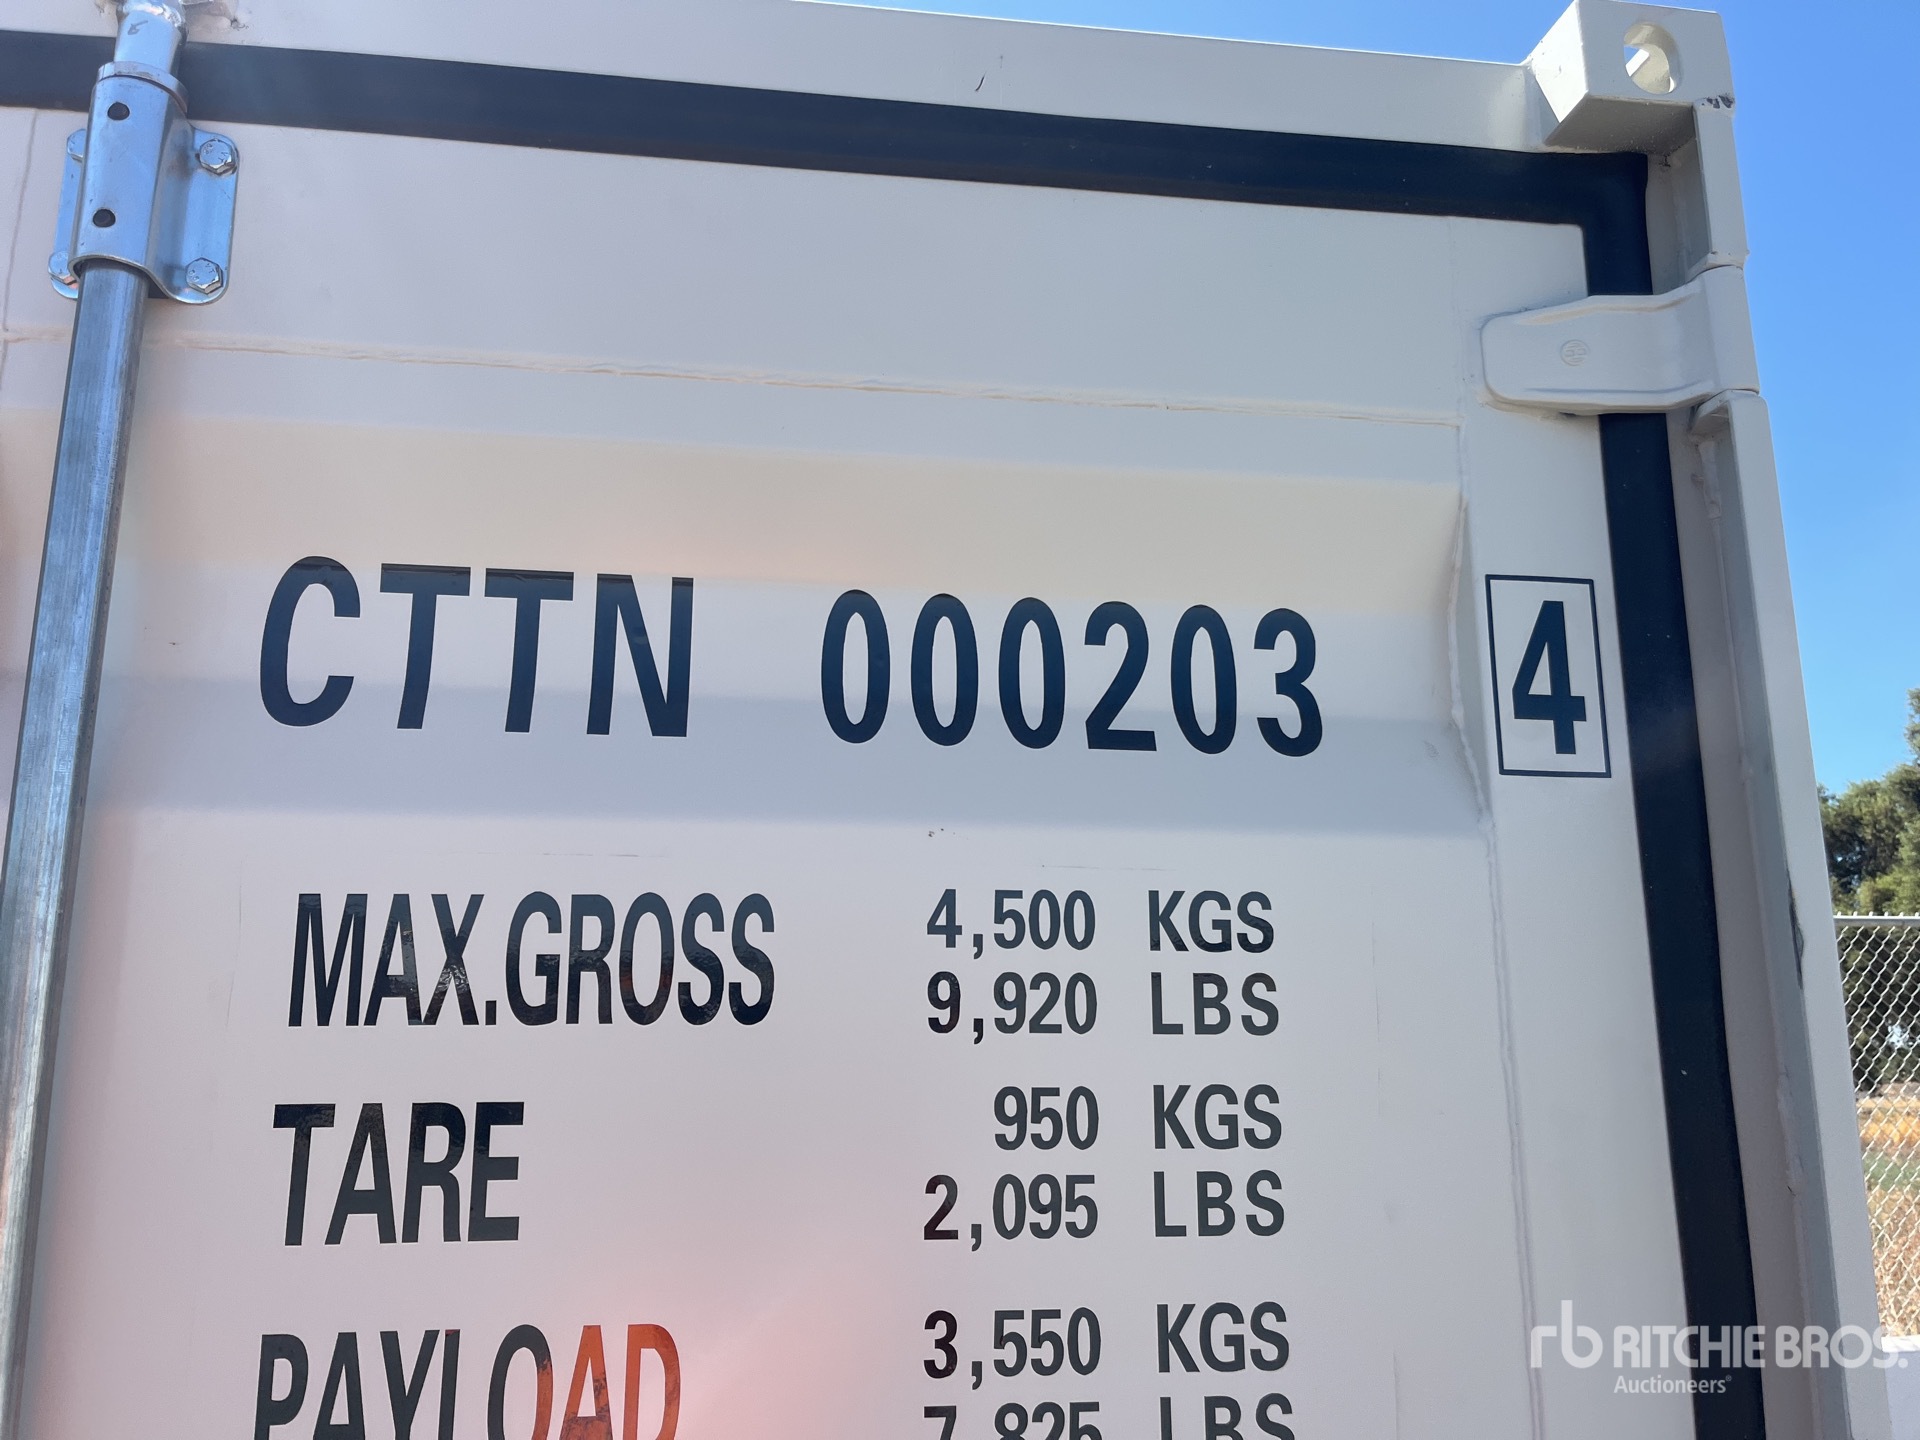 CTTN 000203 4
MAX.GROSS 4,500 KGS
9,920 LBS
TARE 950 KGS
2,095 LBS
PAYLOAD 3,550 KGS
7,825 LBS
rb RITCHIE BROS.
Auctioneers®